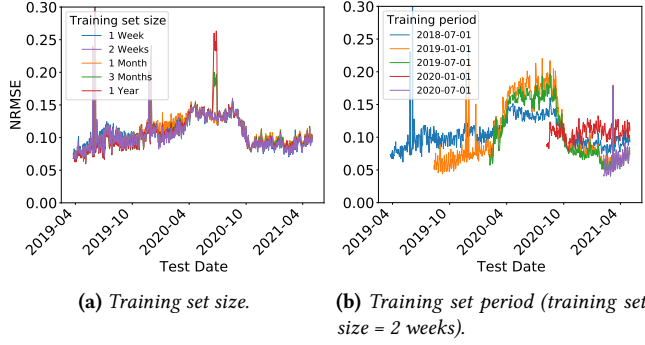 Training set size
1 Week
2 Weeks
1 Month
3 Months
1 Year
NRMSE
0.30
0.25
0.20
0.15
0.10
0.05
0.00
2019-04
2019-10
2020-04
2020-10
2021-04
Test Date
(a) Training set size.
Training period
2018-07-01
2019-01-01
2019-07-01
2020-01-01
2020-07-01
0.30
0.25
0.20
0.15
0.10
0.05
0.00
2019-04
2019-10
2020-04
2020-10
2021-04
Test Date
(b) Training set period (training set
size = 2 weeks).